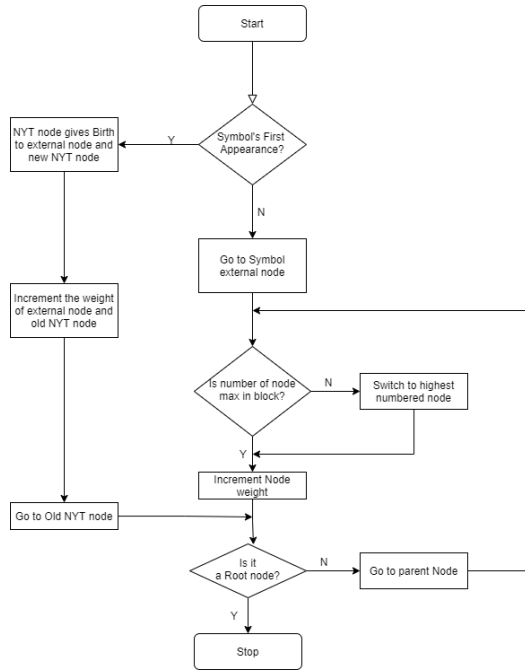 Start
Symbol's First
Appearance?
Y
NYT node gives Birth
to external node and
new NYT node
N
Go to Symbol
external node
Increment the weight
of external node and
old NYT node
Is number of node
max in block?
N
Switch to highest
numbered node
Y
Increment Node
weight
Go to Old NYT node
Is it
a Root node?
N
Go to parent Node
Y
Stop